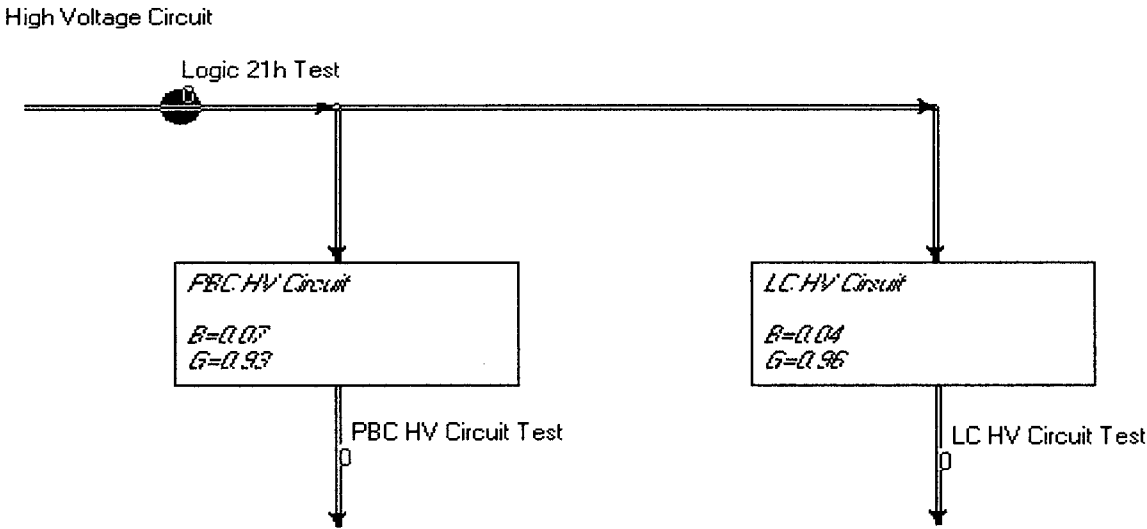 High Voltage Circuit
Logic 21h Test
PBC HV Circuit
B=0.07
G=0.93
LC HV Circuit
B=0.04
G=0.96
PBC HV Circuit Test
LC HV Circuit Test